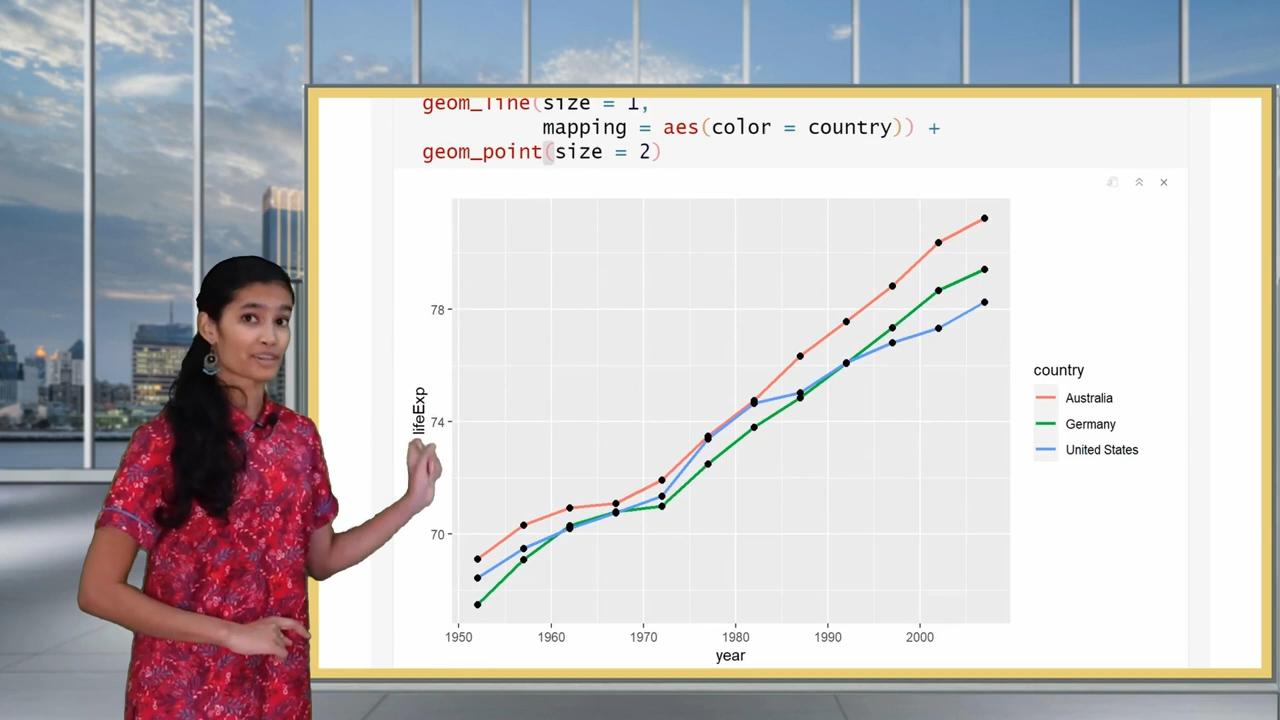 geom_line(size = 1,
mapping = aes(color = country)) +
geom_point(size = 2)
lifeExp
78
74
70
1950 1960 1970 1980 1990 2000
year
country
Australia
Germany
United States